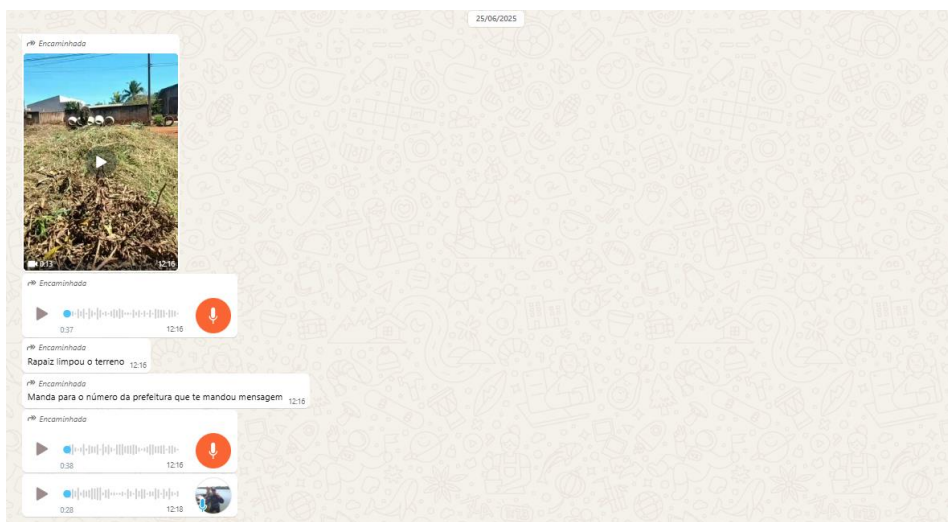 25/06/2025
Encaminhada
0:13 12:16
Encaminhada
0:37 12:16
Encaminhada
Rapaiz limpou o terreno 12:16
Encaminhada
Manda para o número da prefeitura que te mandou mensagem 12:16
Encaminhada
0:38 12:16
0:28 12:18